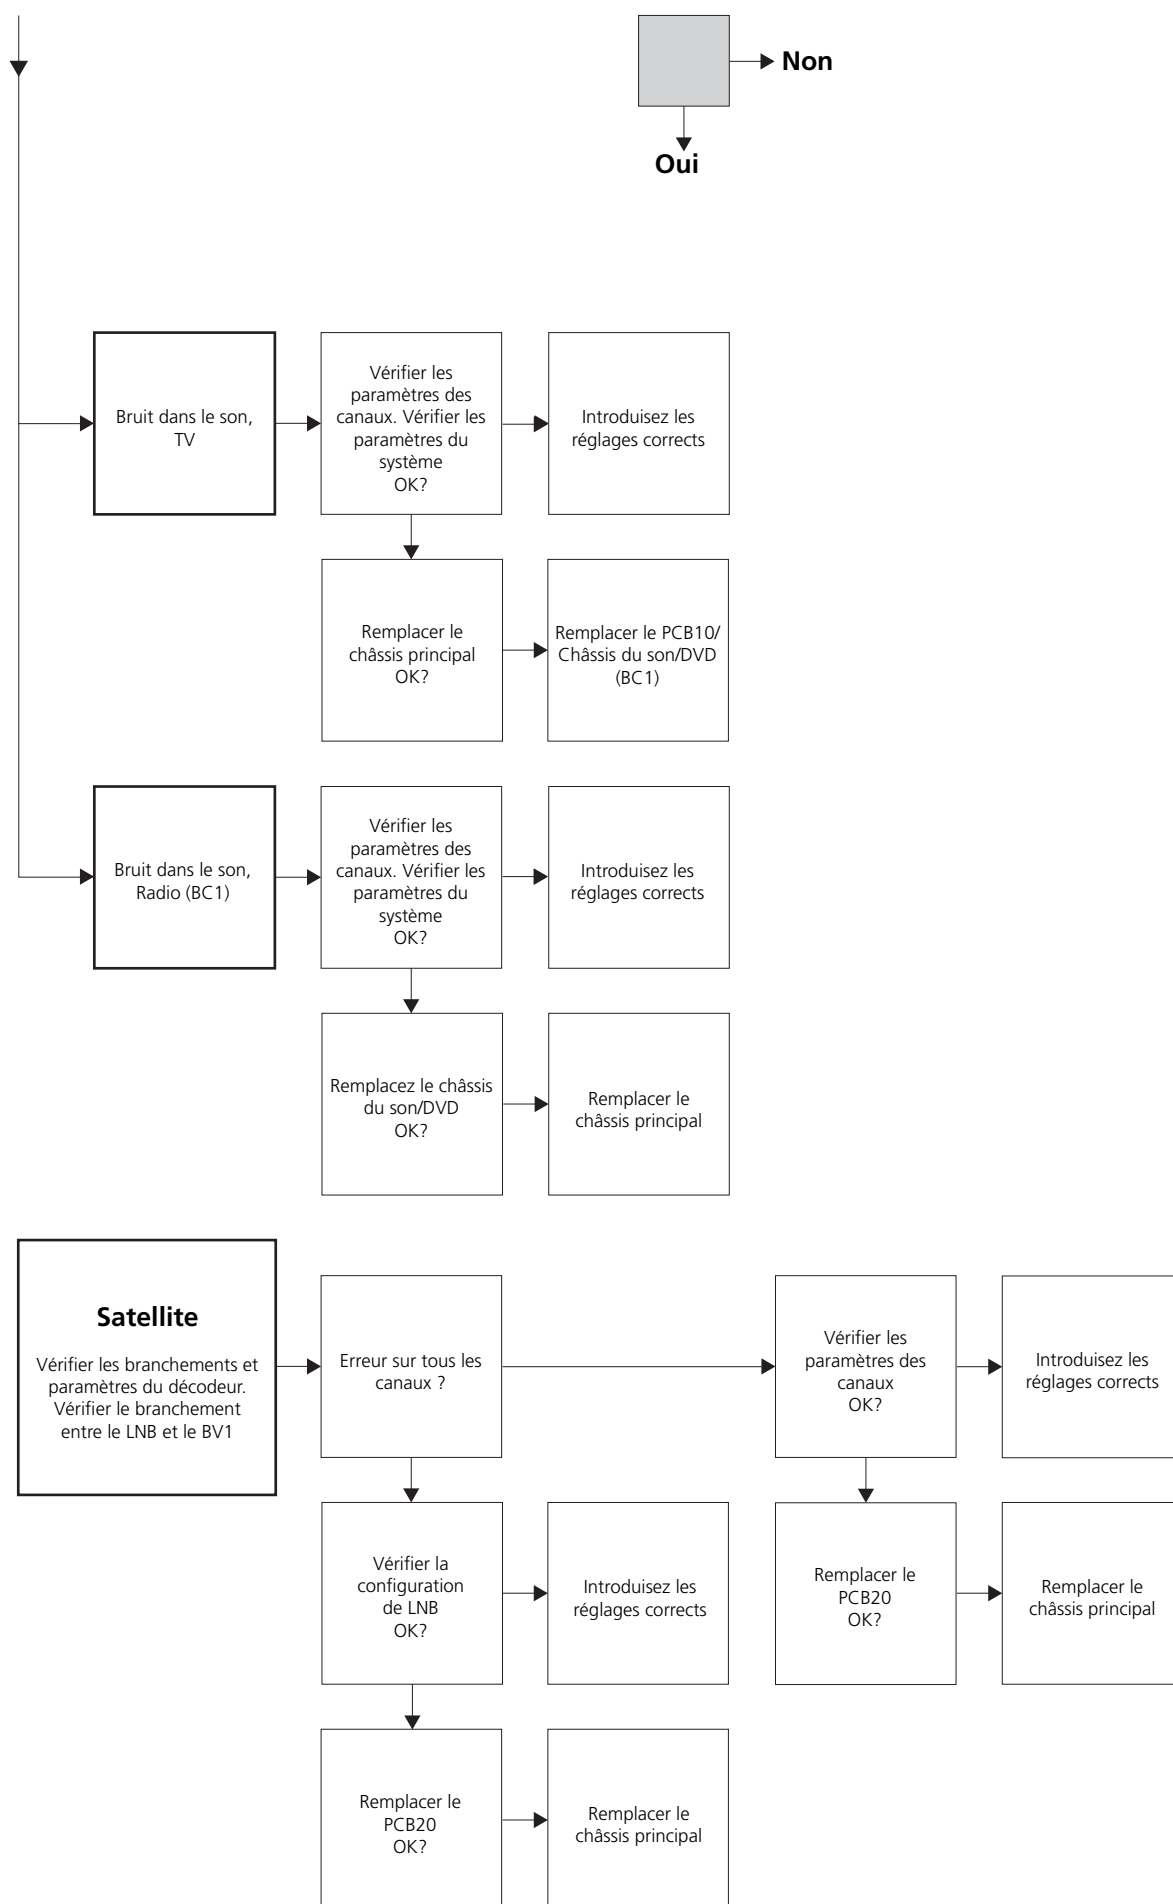 Non
Oui
Bruit dans le son,
TV
Vérifier les
paramètres des
canaux. Vérifier les
paramètres du
système
OK?
Introduisez les
réglages corrects
Remplacer le
châssis principal
OK?
Remplacer le PCB10/
Châssis du son/DVD
(BC1)
Bruit dans le son,
Radio (BC1)
Vérifier les
paramètres des
canaux. Vérifier les
paramètres du
système
OK?
Introduisez les
réglages corrects
Remplacez le châssis
du son/DVD
OK?
Remplacer le
châssis principal
Satellite
Vérifier les branchements et
paramètres du décodeur.
Vérifier le branchement
entre le LNB et le BV1
Erreur sur tous les
canaux ?
Vérifier les
paramètres des
canaux
OK?
Introduisez les
réglages corrects
Vérifier la
configuration
de LNB
OK?
Introduisez les
réglages corrects
Remplacer le
PCB20
OK?
Remplacer le
châssis principal
Remplacer le
PCB20
OK?
Remplacer le
châssis principal